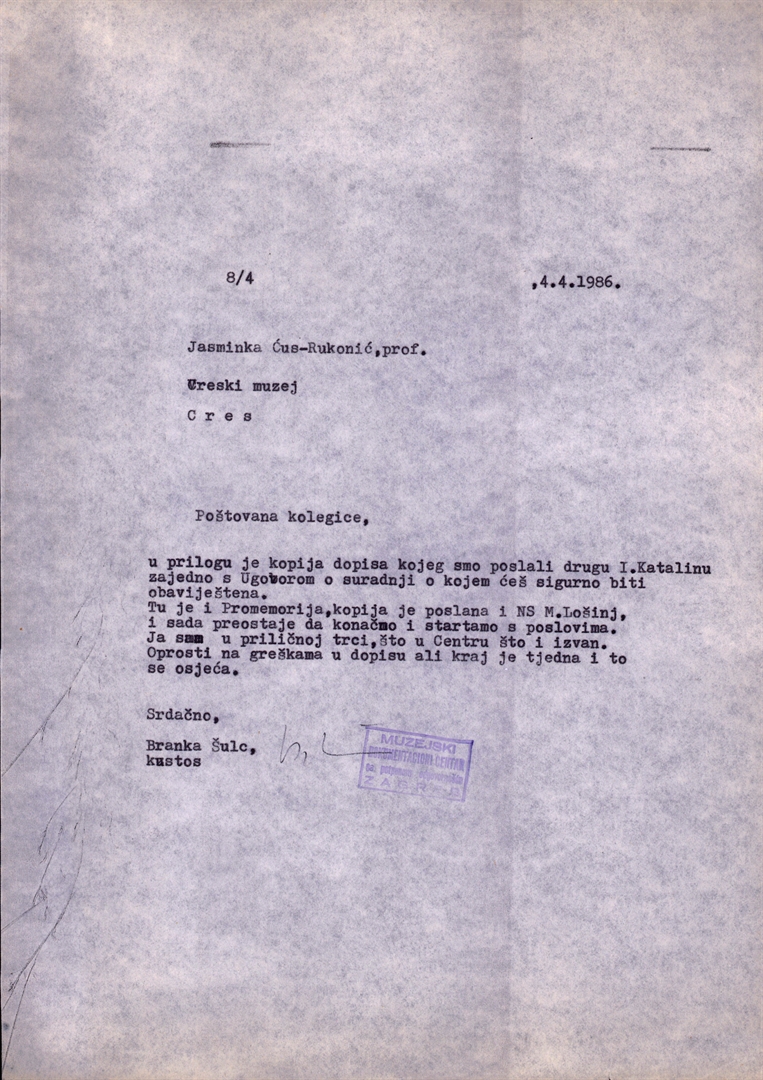 8/4
,4.4.1986.
Jasminka Ćus-Rukonić,prof.
Creski muzej
C r e s
Poštovana kolegice,
u prilogu je kopija dopisa kojeg smo poslali drugu I.Katalinu
zajedno s Ugovorom o suradnji o kojem ćeš sigurno biti
obaviještena.
Tu je i Promemorija,kopija je poslana i NS M.Lošinj,
i sada preostaje da konačno i startamo s poslovima.
Ja sam u priličnoj trci,što u Centru što i izvan.
Oprosti na greškama u dopisu ali kraj je tjedna i to
se osjeća.
Srdačno,
Branka Šulc,
kustos
MUZEJSKI
DOKUMENTACIONI CENTAR
ZAGREB